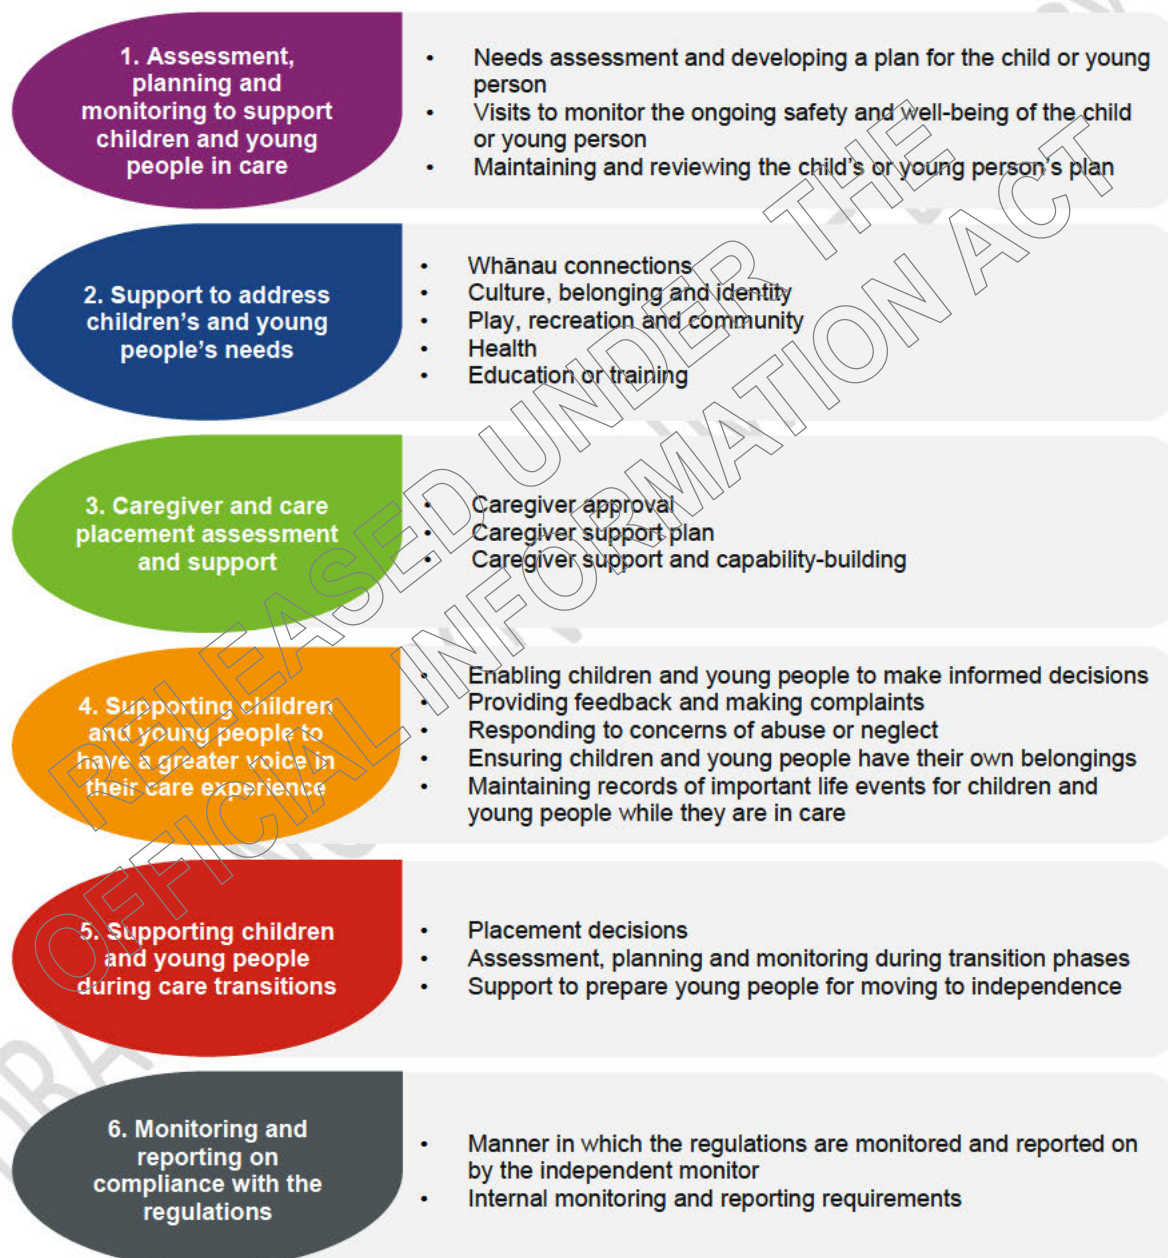 1. Assessment,
planning and
monitoring to support
children and young
people in care
• Needs assessment and developing a plan for the child or young
person
• Visits to monitor the ongoing safety and well-being of the child
or young person
• Maintaining and reviewing the child's or young person's plan
2. Support to address
children's and young
people's needs
• Whānau connections
• Culture, belonging and identity
• Play, recreation and community
• Health
• Education or training
3. Caregiver and care
placement assessment
and support
• Caregiver approval
• Caregiver support plan
• Caregiver support and capability-building
4. Supporting children
and young people to
have a greater voice in
their care experience
• Enabling children and young people to make informed decisions
• Providing feedback and making complaints
• Responding to concerns of abuse or neglect
• Ensuring children and young people have their own belongings
• Maintaining records of important life events for children and
young people while they are in care
5. Supporting children
and young people
during care transitions
• Placement decisions
• Assessment, planning and monitoring during transition phases
• Support to prepare young people for moving to independence
6. Monitoring and
reporting on
compliance with the
regulations
• Manner in which the regulations are monitored and reported on
by the independent monitor
• Internal monitoring and reporting requirements
RELEASED UNDER THE
OFFICIAL INFORMATION ACT